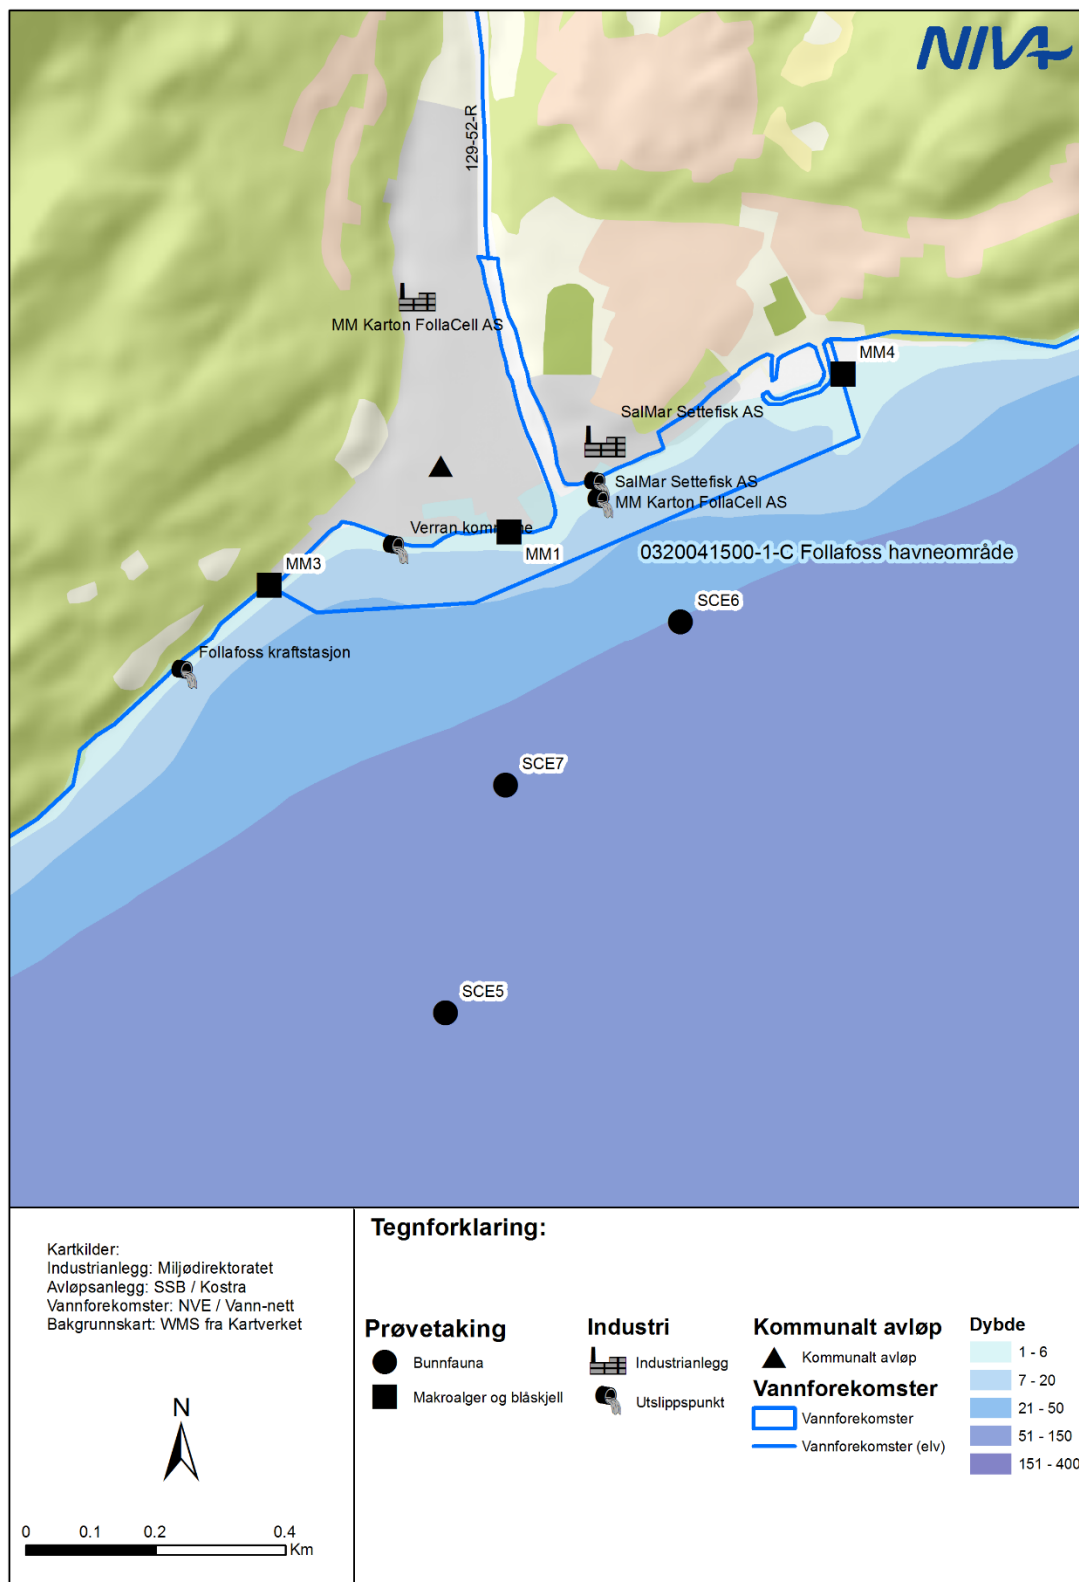 NIVA
129-52-R
MM Karton FollaCell AS
MM4
SalMar Settefisk AS
SalMar Settefisk AS
MM Karton FollaCell AS
Verran kommune
MM1
0320041500-1-C Follafoss havneområde
MM3
SCE6
Follafoss kraftstasjon
SCE7
SCE5
Kartkilder:
Industrianlegg: Miljødirektoratet
Avløpsanlegg: SSB / Kostra
Vannforekomster: NVE / Vann-nett
Bakgrunnskart: WMS fra Kartverket
N
0 0.1 0.2 0.4
Km
Tegnforklaring:
Prøvetaking
Bunnfauna
Makroalger og blåskjell
Industri
Industrianlegg
Utslippspunkt
Kommunalt avløp
Kommunalt avløp
Vannforekomster
Vannforekomster
Vannforekomster (elv)
Dybde
1 - 6
7 - 20
21 - 50
51 - 150
151 - 400